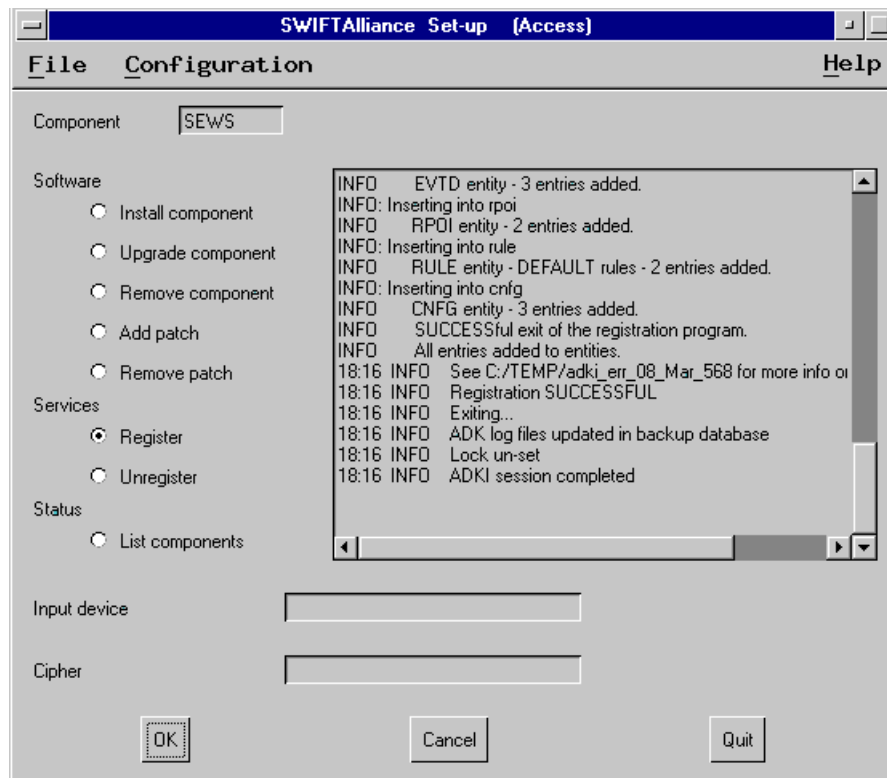 SWIFTAlliance Set-up (Access)
File Configuration Help
Component SEWS
Software
Install component
Upgrade component
Remove component
Add patch
Remove patch
Services
Register
Unregister
Status
List components
INFO EVTD entity - 3 entries added.
INFO: Inserting into rpoi
INFO RPOI entity - 2 entries added.
INFO: Inserting into rule
INFO RULE entity - DEFAULT rules - 2 entries added.
INFO: Inserting into cnfg
INFO CNFG entity - 3 entries added.
INFO SUCCESSful exit of the registration program.
INFO All entries added to entities.
18:16 INFO See C:/TEMP/adki_err_08_Mar_568 for more info or
18:16 INFO Registration SUCCESSFUL
18:16 INFO Exiting...
18:16 INFO ADK log files updated in backup database
18:16 INFO Lock un-set
18:16 INFO ADKI session completed
Input device
Cipher
OK Cancel Quit